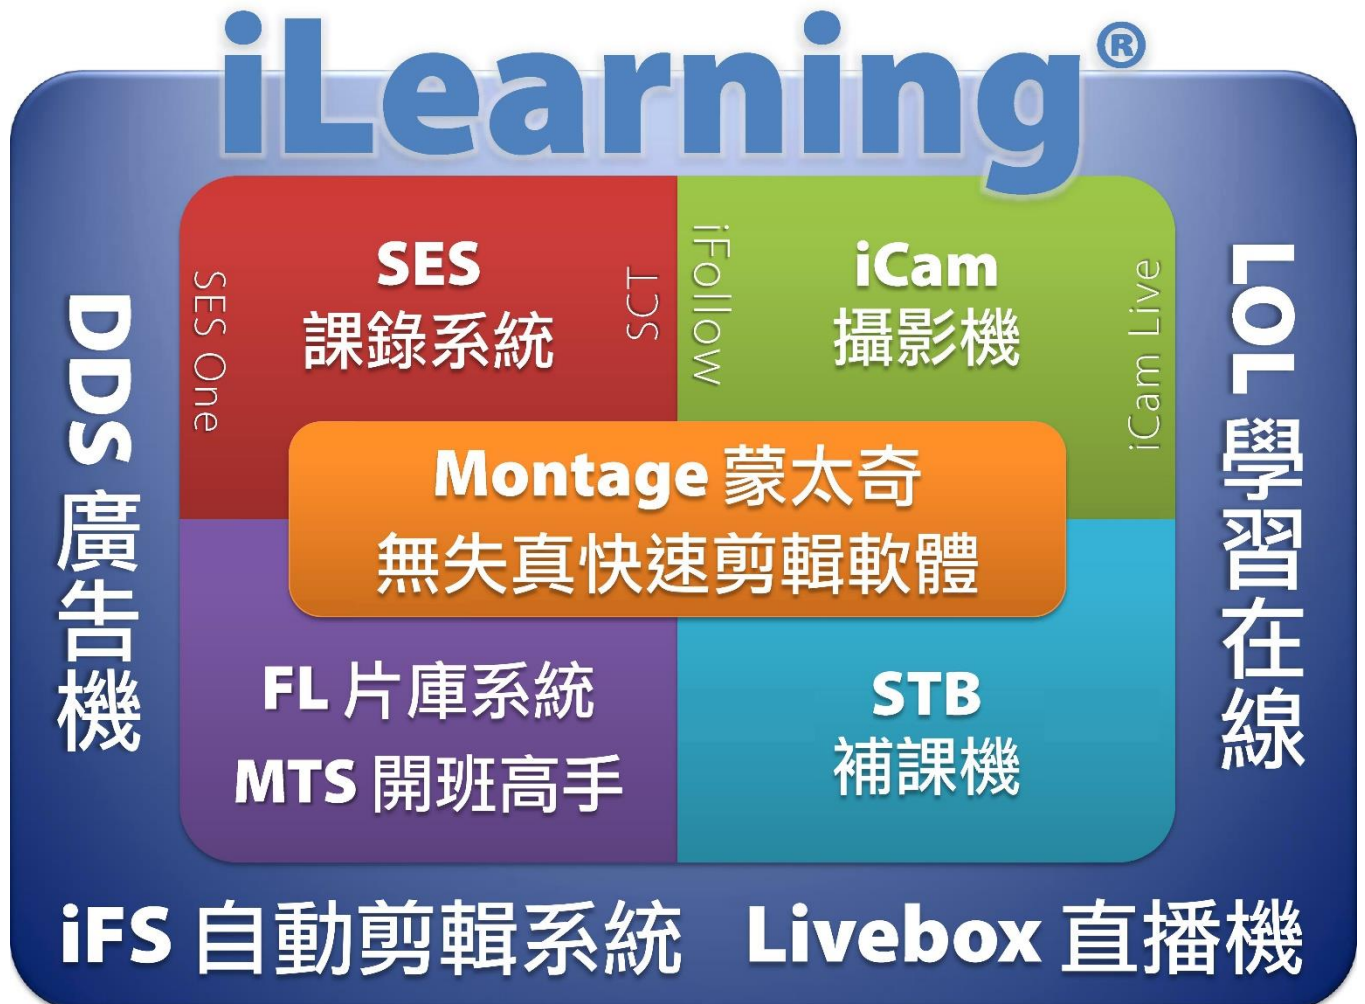 iLearning®
DDS 廣告機
SES One
SES
課錄系統
LCS
iFollow
iCam
攝影機
iCam Live
LOL 學習在線
Montage 蒙太奇
無失真快速剪輯軟體
FL 片庫系統
MTS 開班高手
STB
補課機
iFS 自動剪輯系統
Livebox 直播機